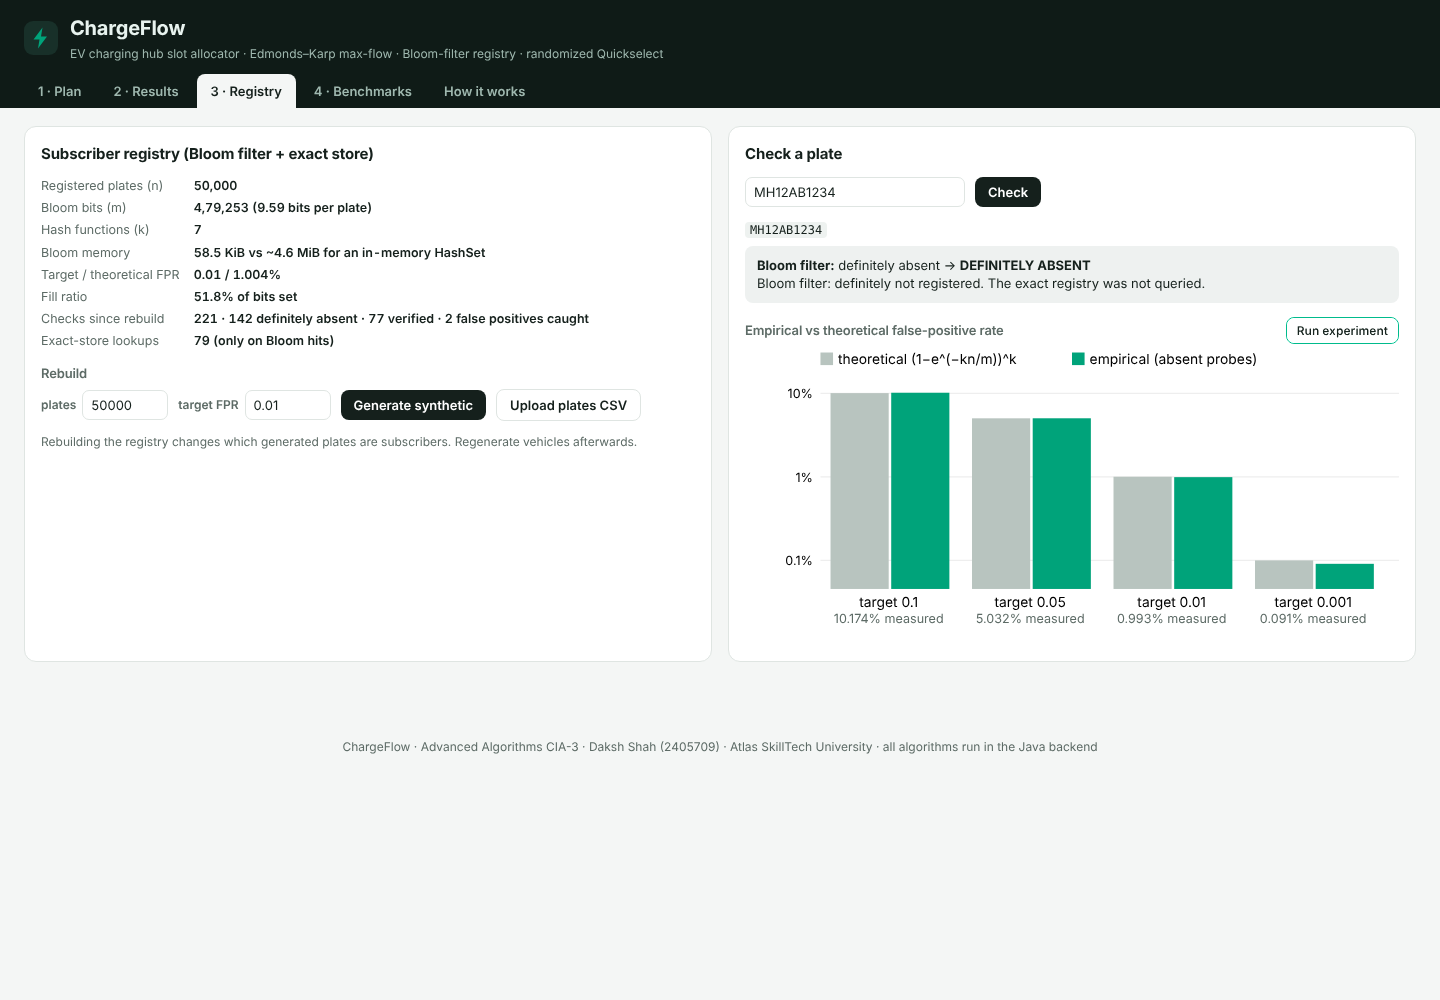 ChargeFlow
EV charging hub slot allocator · Edmonds–Karp max-flow · Bloom-filter registry · randomized Quickselect
1 · Plan
2 · Results
3 · Registry
4 · Benchmarks
How it works
Subscriber registry (Bloom filter + exact store)
Registered plates (n) 50,000
Bloom bits (m) 4,79,253 (9.59 bits per plate)
Hash functions (k) 7
Bloom memory 58.5 KiB vs ~4.6 MiB for an in-memory HashSet
Target / theoretical FPR 0.01 / 1.004%
Fill ratio 51.8% of bits set
Checks since rebuild 221 · 142 definitely absent · 77 verified · 2 false positives caught
Exact-store lookups 79 (only on Bloom hits)
Rebuild
plates 50000 target FPR 0.01 Generate synthetic Upload plates CSV
Rebuilding the registry changes which generated plates are subscribers. Regenerate vehicles afterwards.
Check a plate
MH12AB1234 Check
MH12AB1234
Bloom filter: definitely absent → DEFINITELY ABSENT
Bloom filter: definitely not registered. The exact registry was not queried.
Empirical vs theoretical false-positive rate Run experiment
theoretical (1−e^(−kn/m))^k empirical (absent probes)
10%
1%
0.1%
target 0.1 target 0.05 target 0.01 target 0.001
10.174% measured 5.032% measured 0.993% measured 0.091% measured
ChargeFlow · Advanced Algorithms CIA-3 · Daksh Shah (2405709) · Atlas SkillTech University · all algorithms run in the Java backend